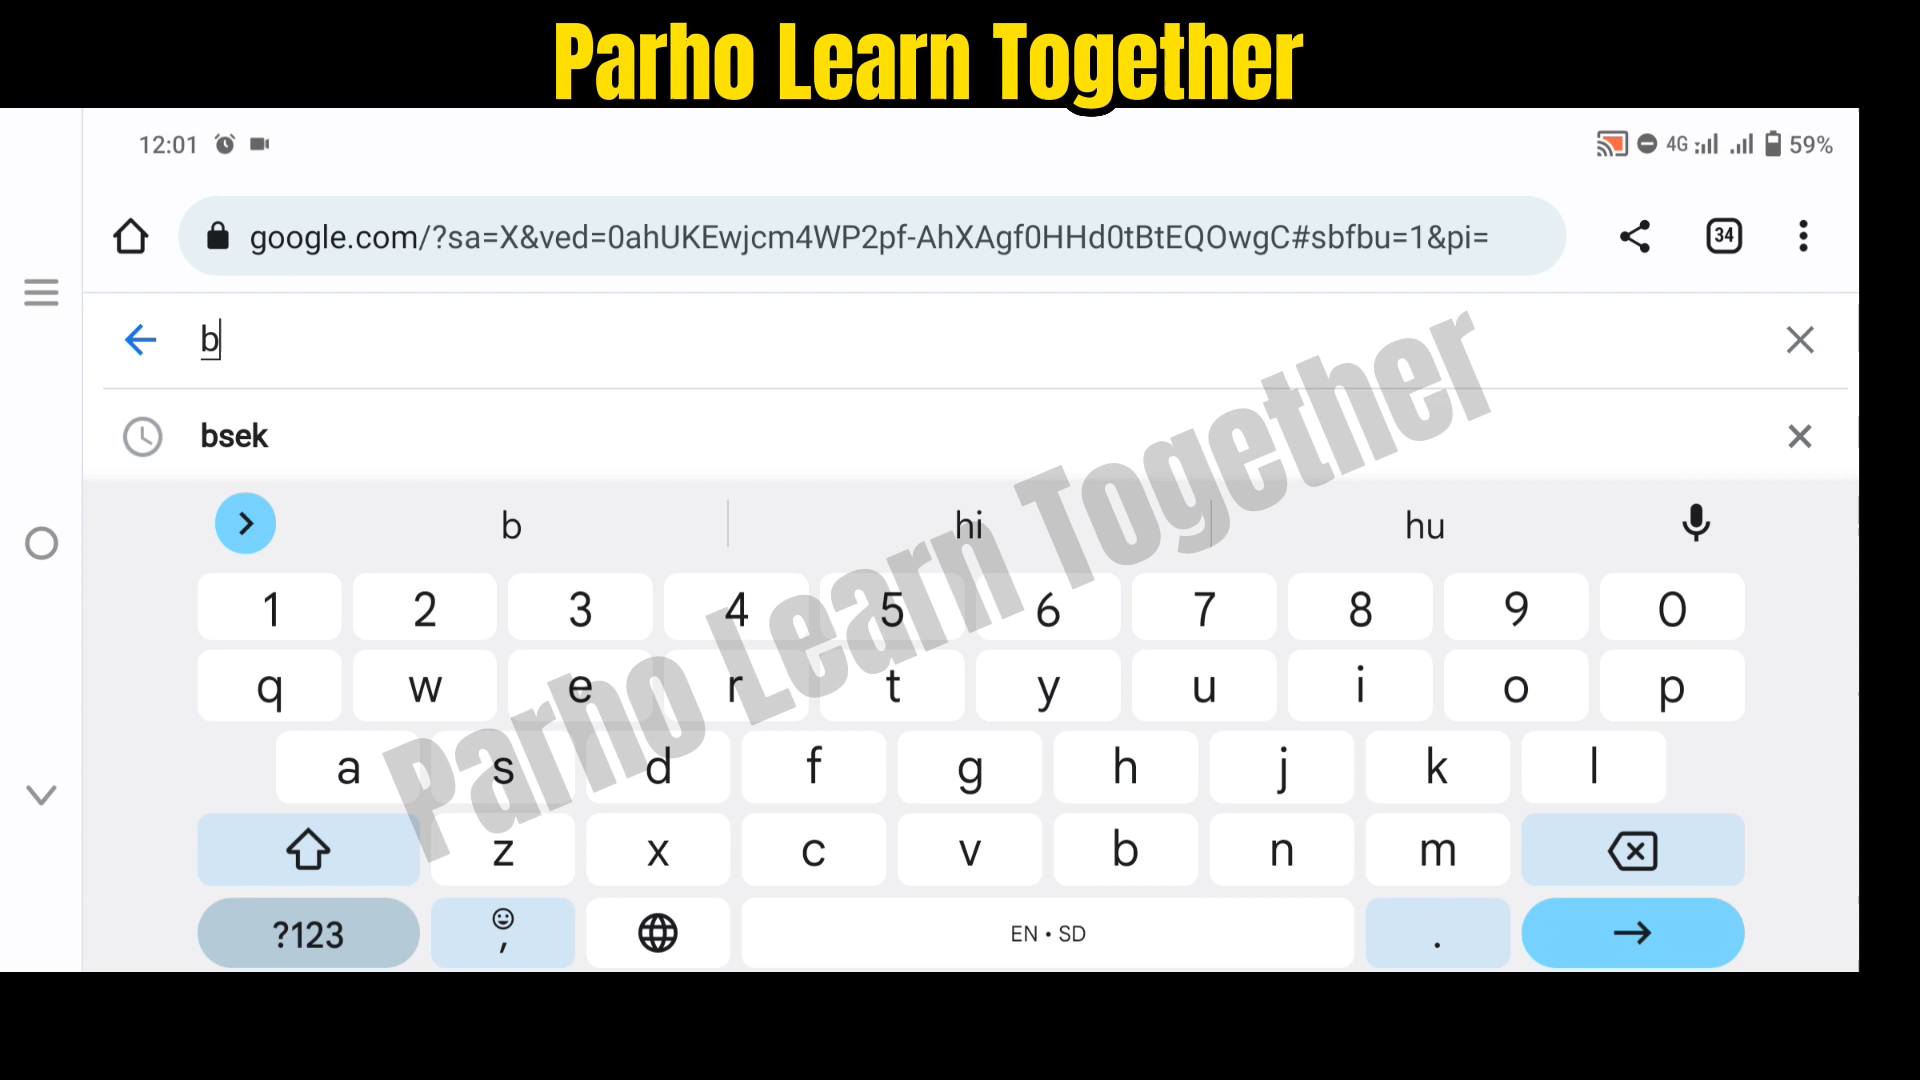 Parho Learn Together
12:01 4G 59%
google.com/?sa=X&ved=0ahUKEwjcm4WP2pf-AhXAgf0HHd0tBtEQOwgC#sbfbu=1&pi= 34
b
bsek
b hi hu
1 2 3 4 5 6 7 8 9 0
q w e r t y u i o p
a s d f g h j k l
z x c v b n m
?123 , EN • SD .
Parho Learn Together